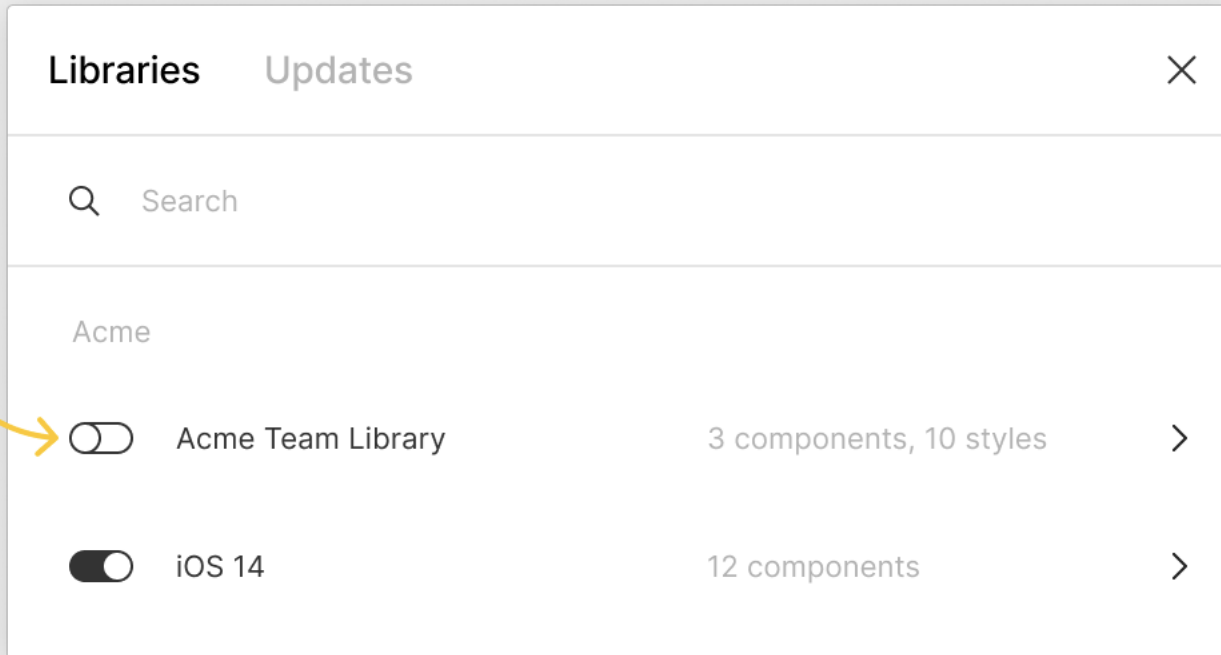 Libraries Updates
Search
Acme
Acme Team Library 3 components, 10 styles
iOS 14 12 components